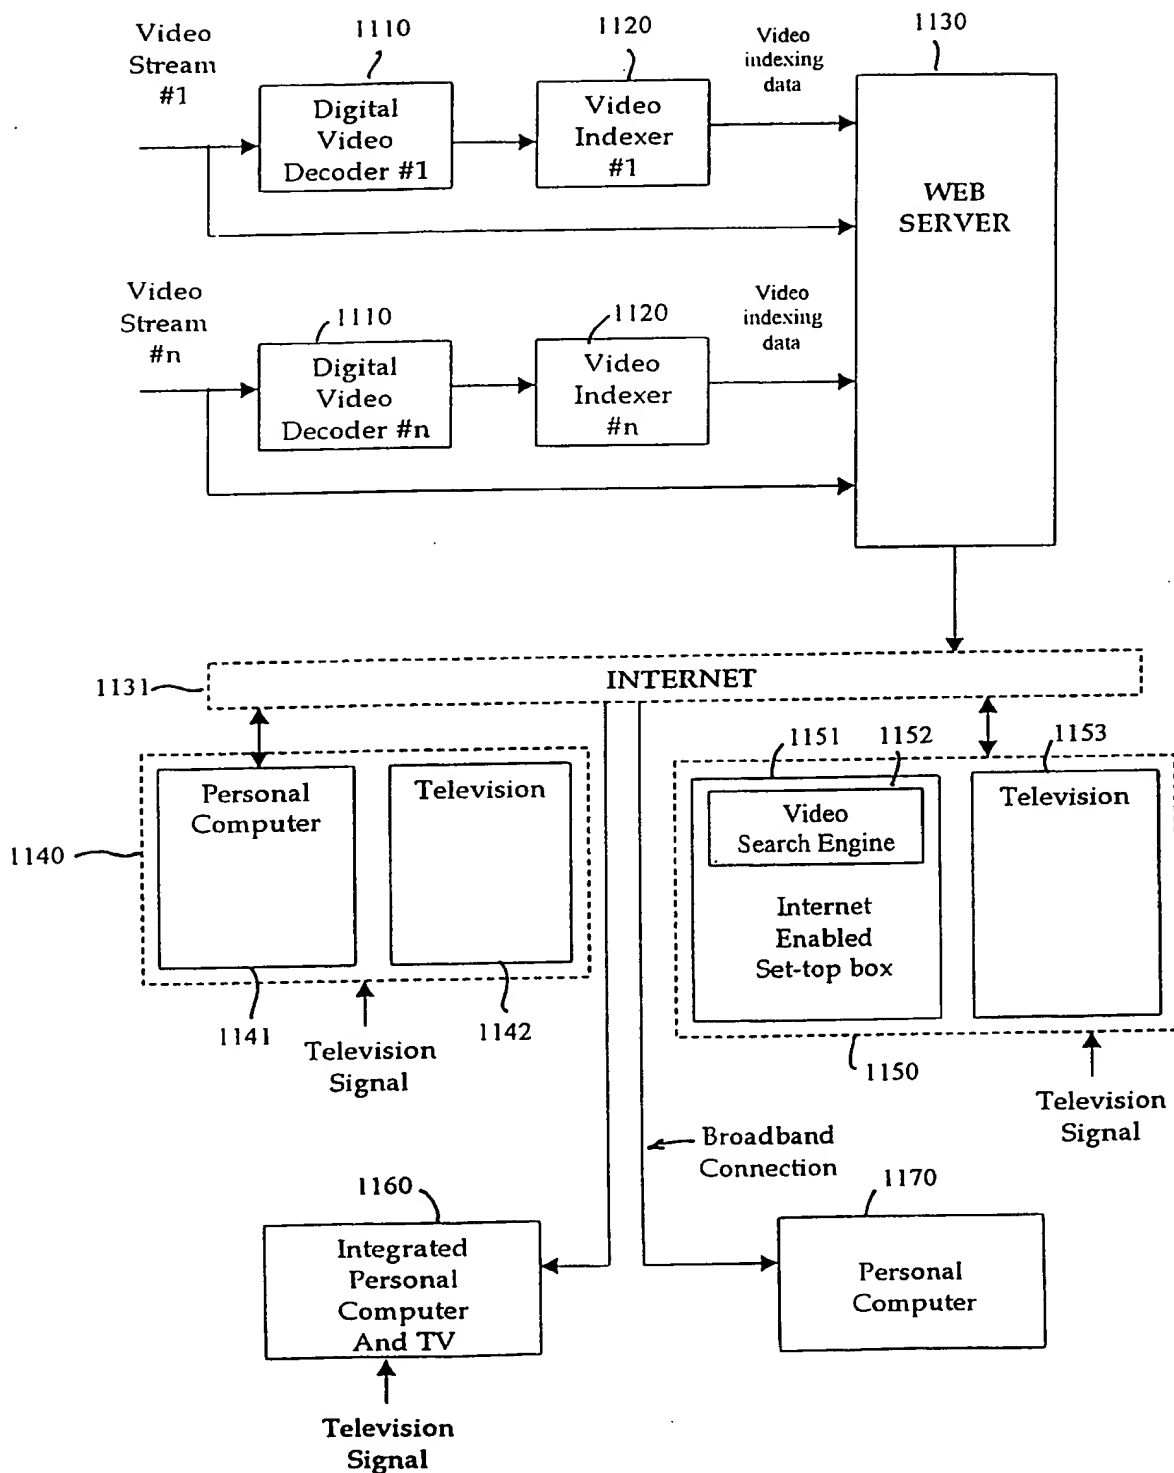 Video
Stream
#1
1110
1120
Video
indexing
data
1130
Digital
Video
Decoder #1
Video
Indexer
#1
WEB
SERVER
Video
Stream
#n
1110
1120
Video
indexing
data
Digital
Video
Decoder #n
Video
Indexer
#n
1131
INTERNET
1140
Personal
Computer
Television
1141
1142
Television
Signal
1151
1152
1153
Video
Search Engine
Internet
Enabled
Set-top box
Television
1150
Television
Signal
Broadband
Connection
1160
Integrated
Personal
Computer
And TV
Television
Signal
1170
Personal
Computer